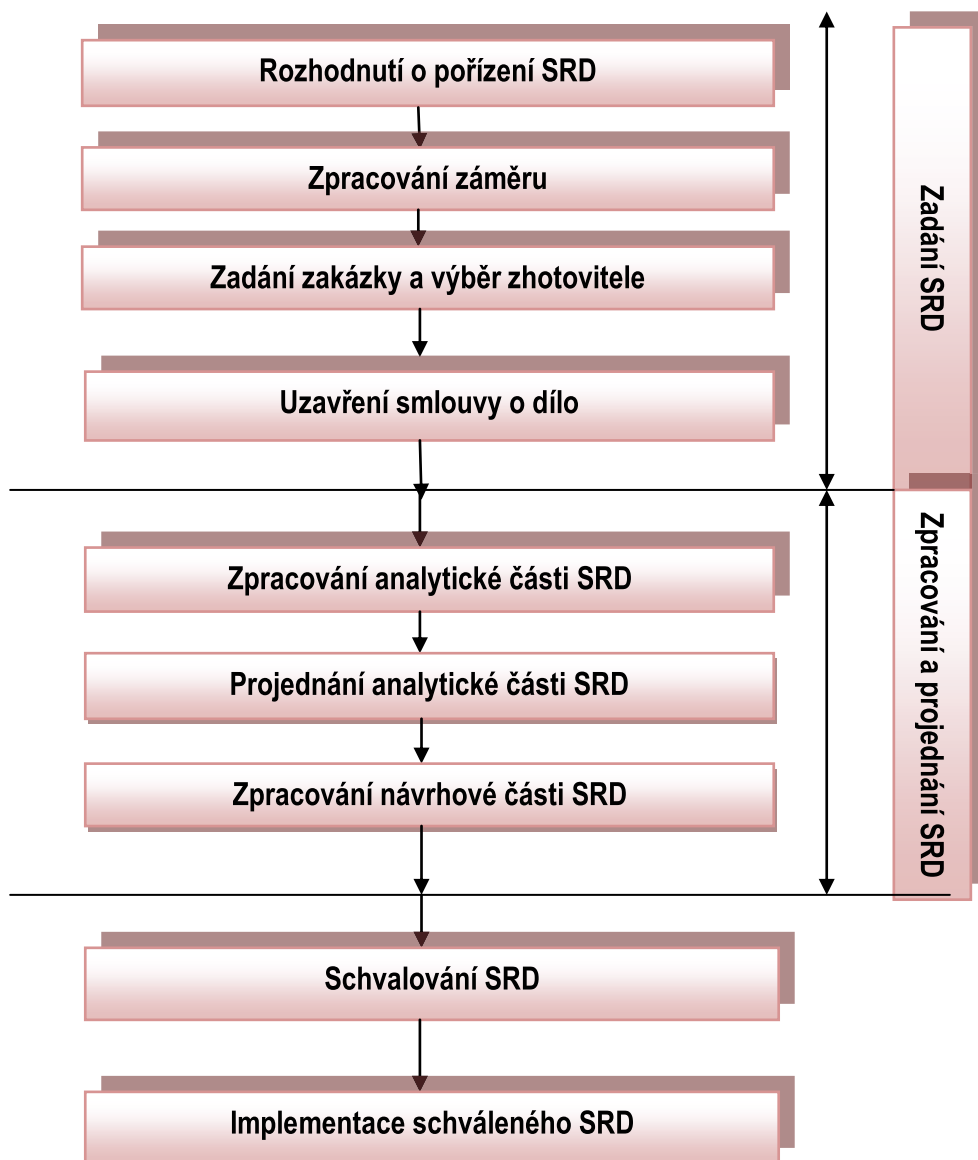 Rozhodnutí o pořízení SRD
Zpracování záměru
Zadání zakázky a výběr zhotovitele
Uzavření smlouvy o dílo
Zadání SRD
Zpracování analytické části SRD
Projednání analytické části SRD
Zpracování návrhové části SRD
Zpracování a projednání SRD
Schvalování SRD
Implementace schváleného SRD